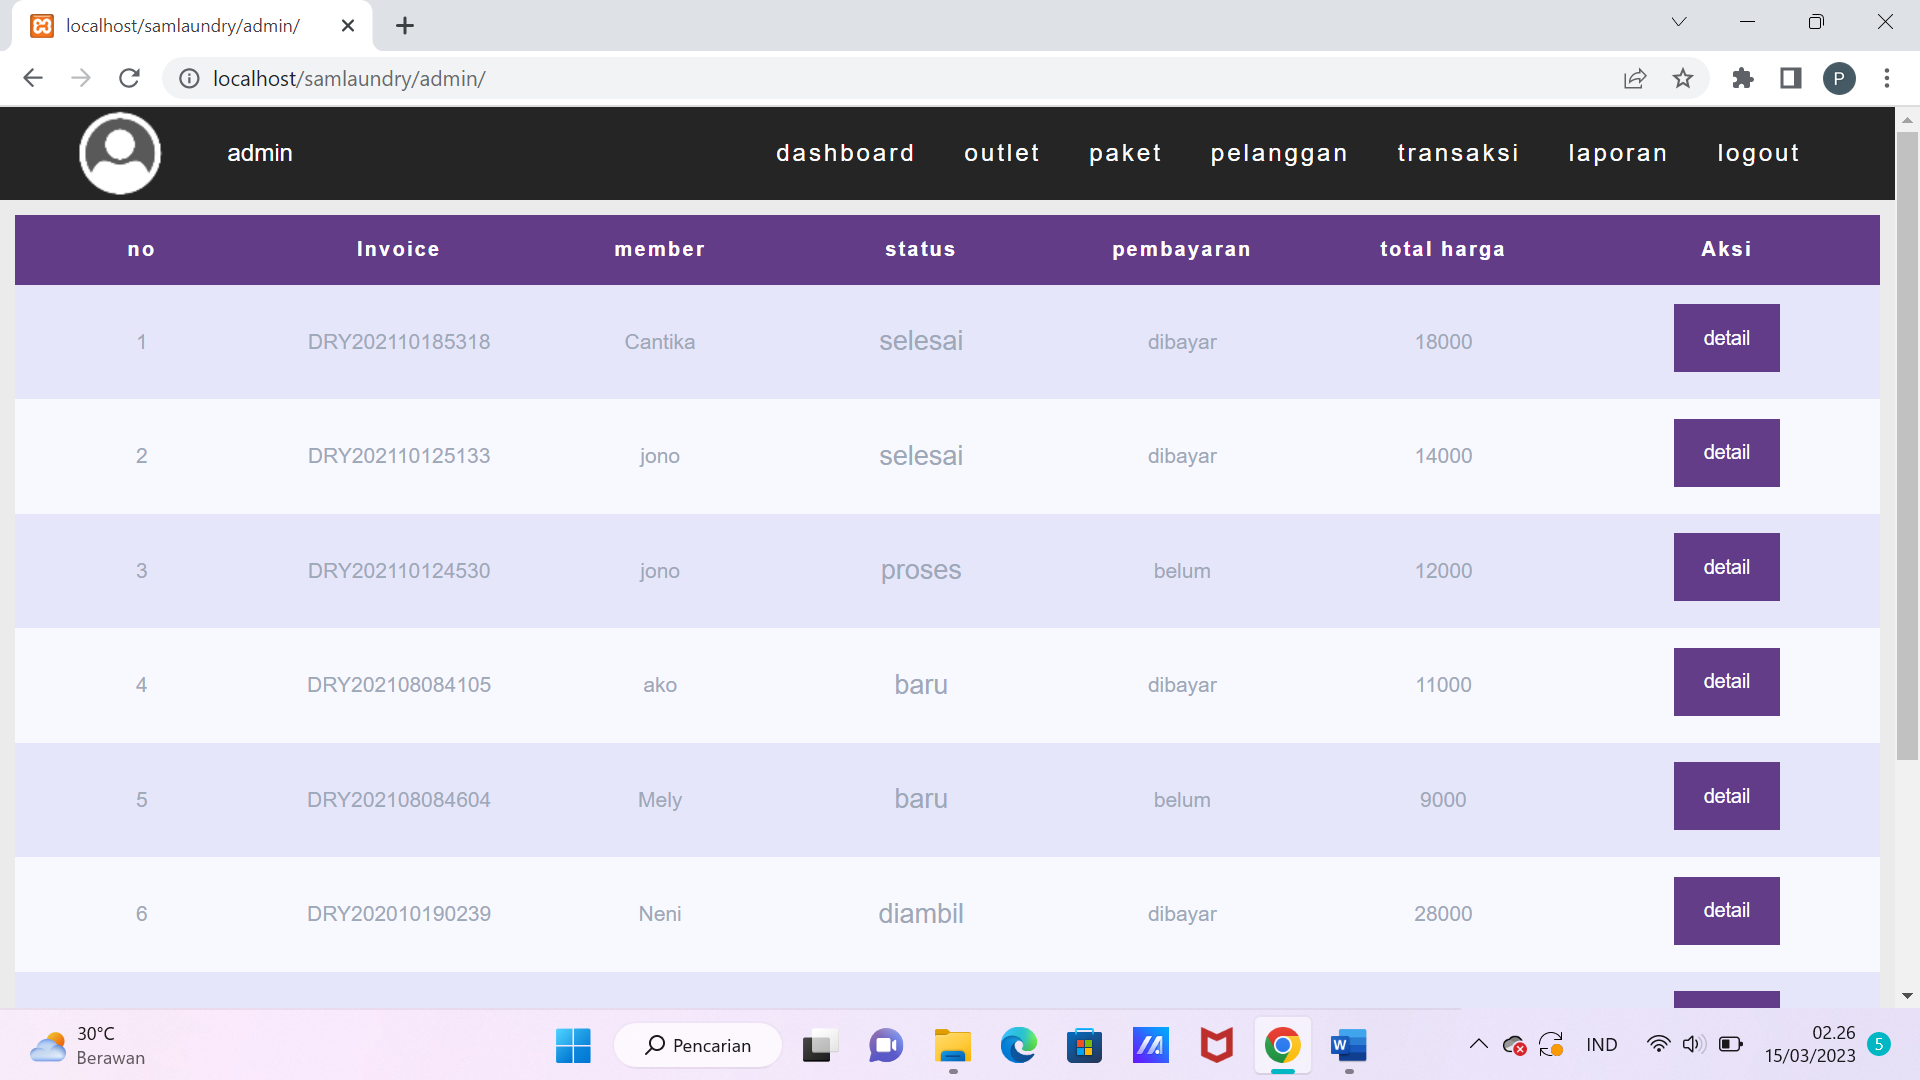 localhost/samlaundry/admin/
localhost/samlaundry/admin/
P
admin dashboard outlet paket pelanggan transaksi laporan logout
no Invoice member status pembayaran total harga Aksi
1 DRY202110185318 Cantika selesai dibayar 18000 detail
2 DRY202110125133 jono selesai dibayar 14000 detail
3 DRY202110124530 jono proses belum 12000 detail
4 DRY202108084105 ako baru dibayar 11000 detail
5 DRY202108084604 Mely baru belum 9000 detail
6 DRY202010190239 Neni diambil dibayar 28000 detail
30°C
Berawan
Pencarian
W
IND
02.26
15/03/2023
5